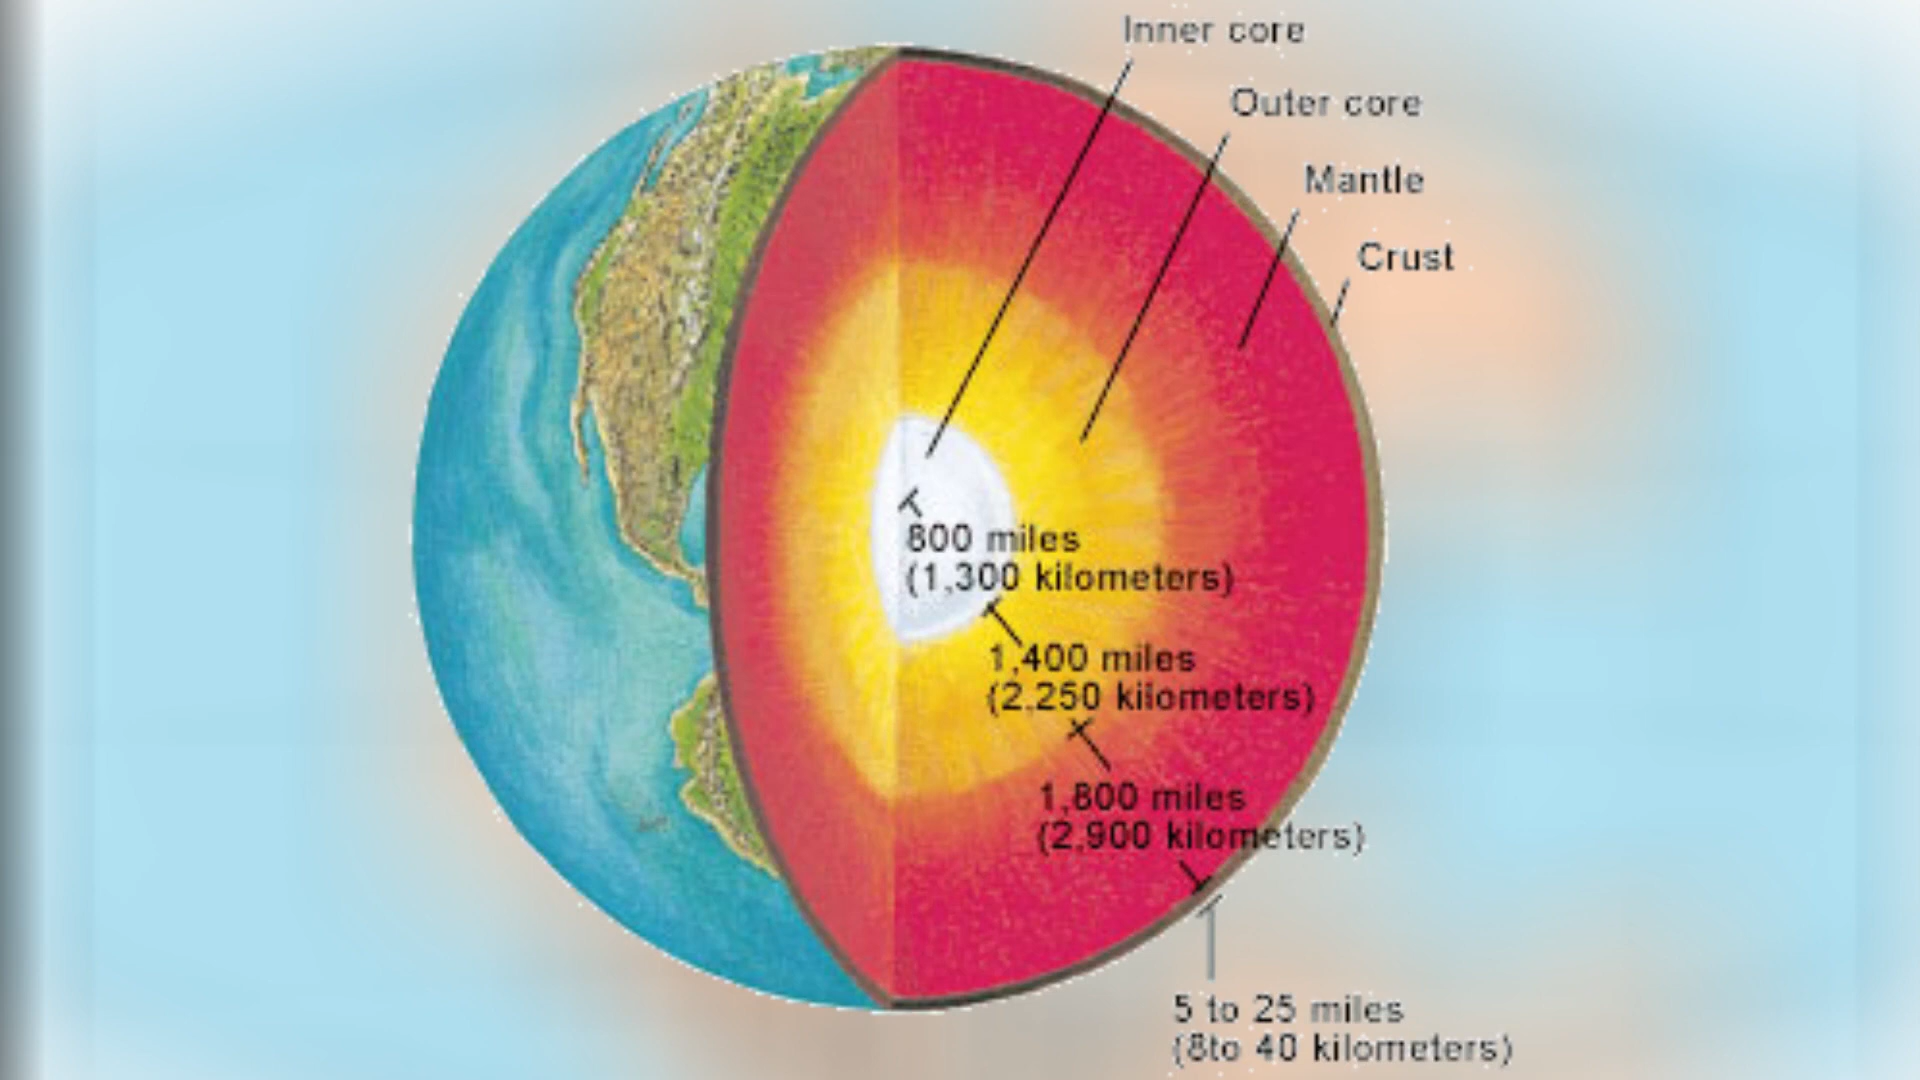 Inner core
Outer core
Mantle
Crust
800 miles
(1,300 kilometers)
1,400 miles
(2,250 kilometers)
1,800 miles
(2,900 kilometers)
5 to 25 miles
(8to 40 kilometers)